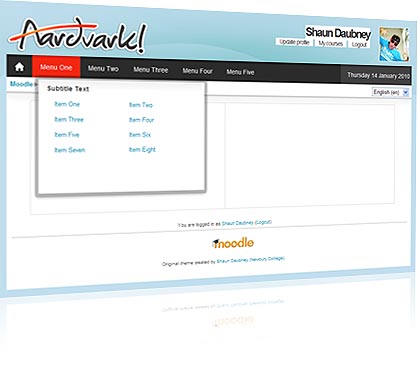 Aardvark!
Shaun Daubney
Update profile | My courses | Logout
Menu One Menu Two Menu Three Menu Four Menu Five Thursday 14 January 2010
Moodle
English (en)
Subtitle Text
Item One Item Two
Item Three Item Four
Item Five Item Six
Item Seven Item Eight
You are logged in as Shaun Daubney (Logout)
moodle
Original theme created by Shaun Daubney (Newbury College)